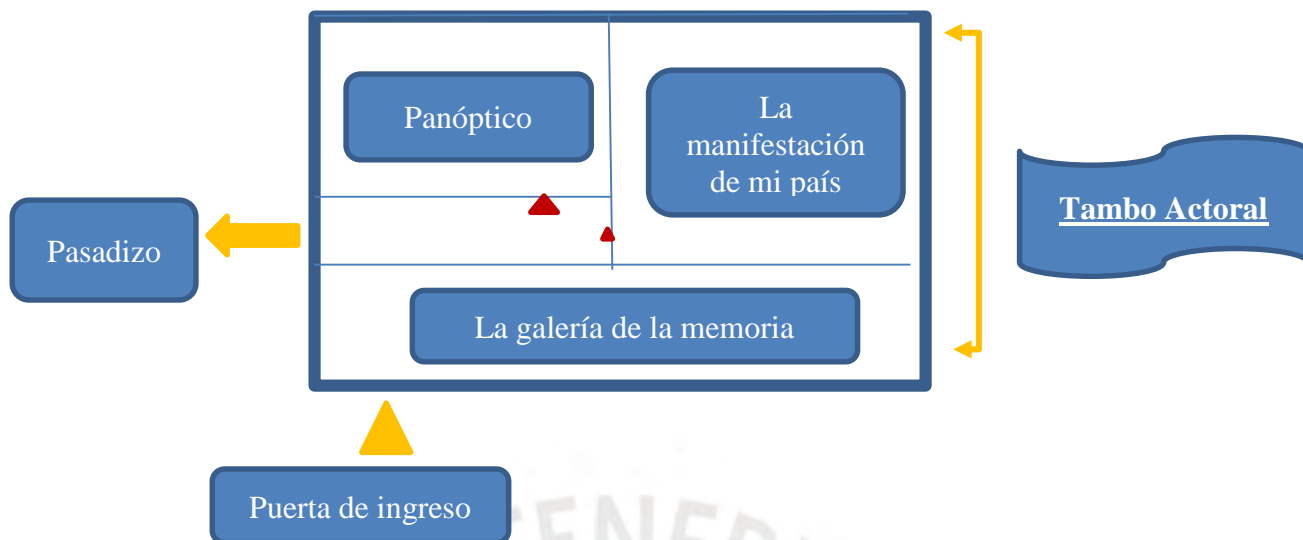 Panóptico
La
manifestación
de mi país
Tambo Actoral
Pasadizo
La galería de la memoria
Puerta de ingreso